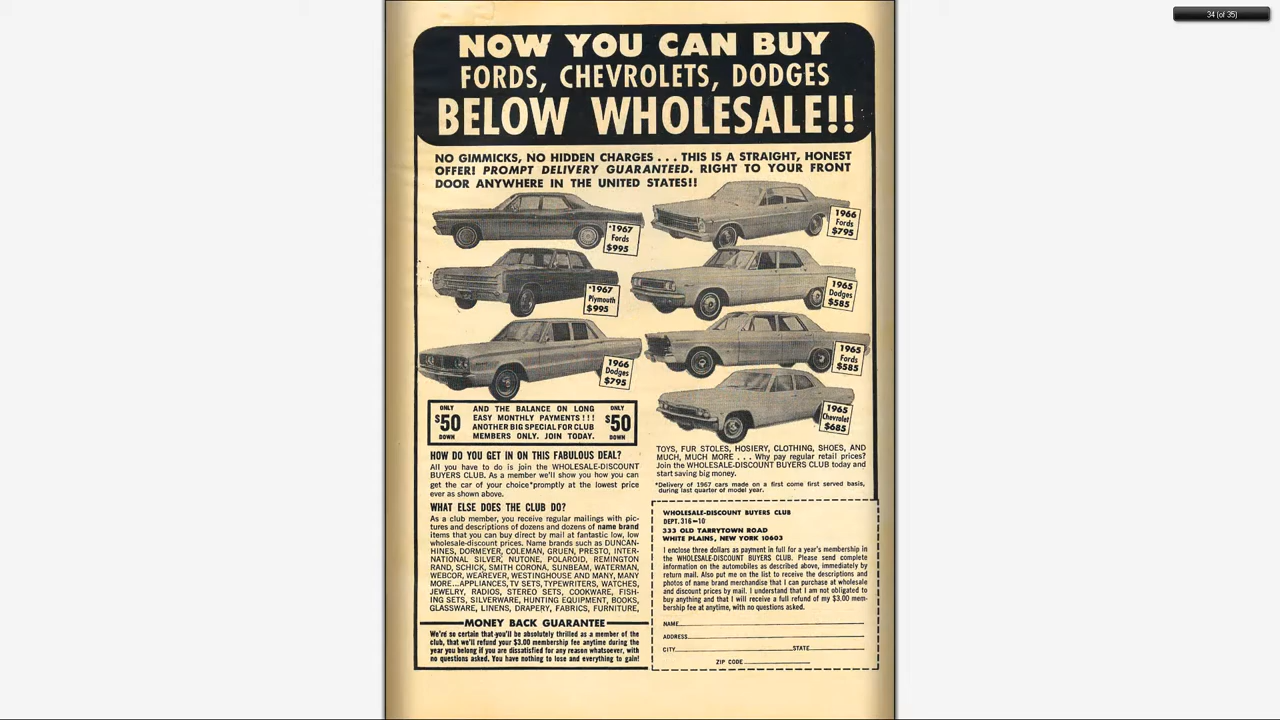 34 (of 35)
NOW YOU CAN BUY
FORDS, CHEVROLETS, DODGES
BELOW WHOLESALE!!
NO GIMMICKS, NO HIDDEN CHARGES . . . THIS IS A STRAIGHT, HONEST
OFFER! PROMPT DELIVERY GUARANTEED. RIGHT TO YOUR FRONT
DOOR ANYWHERE IN THE UNITED STATES!!
*1967
Fords
$995
1966
Fords
$795
*1967
Plymouth
$995
1965
Dodges
$585
1966
Dodges
$795
1965
Fords
$585
1965
Chevrolet
$685
ONLY
$50
DOWN
AND THE BALANCE ON LONG
EASY MONTHLY PAYMENTS!!!
ANOTHER BIG SPECIAL FOR CLUB
MEMBERS ONLY. JOIN TODAY.
ONLY
$50
DOWN
HOW DO YOU GET IN ON THIS FABULOUS DEAL?
All you have to do is join the WHOLESALE-DISCOUNT
BUYERS CLUB. As a member we'll show you how you can
get the car of your choice*promptly at the lowest price
ever as shown above.
WHAT ELSE DOES THE CLUB DO?
As a club member, you receive regular mailings with pic-
tures and descriptions of dozens and dozens of name brand
items that you can buy direct by mail at fantastic low, low
wholesale-discount prices. Name brands such as DUNCAN-
HINES, DORMEYER, COLEMAN, GRUEN, PRESTO, INTER-
NATIONAL SILVER, NUTONE, POLAROID, REMINGTON
RAND, SCHICK, SMITH CORONA, SUNBEAM, WATERMAN,
WEBCOR, WEAREVER, WESTINGHOUSE AND MANY, MANY
MORE...APPLIANCES, TV SETS, TYPEWRITERS, WATCHES,
JEWELRY, RADIOS, STEREO SETS, COOKWARE, FISH-
ING SETS, SILVERWARE, HUNTING EQUIPMENT, BOOKS,
GLASSWARE, LINENS, DRAPERY, FABRICS, FURNITURE,
MONEY BACK GUARANTEE
We're so certain that you'll be absolutely thrilled as a member of the
club, that we'll refund your $3.00 membership fee anytime during the
year you belong if you are dissatisfied for any reason whatsoever, with
no questions asked. You have nothing to lose and everything to gain!
TOYS, FUR STOLES, HOSIERY, CLOTHING, SHOES, AND
MUCH, MUCH MORE . . . Why pay regular retail prices?
Join the WHOLESALE-DISCOUNT BUYERS CLUB today and
start saving big money.
*Delivery of 1967 cars made on a first come first served basis,
during last quarter of model year.
WHOLESALE-DISCOUNT BUYERS CLUB
DEPT. 316-10
333 OLD TARRYTOWN ROAD
WHITE PLAINS, NEW YORK 10603
I enclose three dollars as payment in full for a year's membership in
the WHOLESALE-DISCOUNT BUYERS CLUB. Please send complete
information on the automobiles as described above, immediately by
return mail. Also put me on the list to receive the descriptions and
photos of name brand merchandise that I can purchase at wholesale
and discount prices by mail. I understand that I am not obligated to
buy anything and that I will receive a full refund of my $3.00 mem-
bership fee at anytime, with no questions asked.
NAME
ADDRESS
CITY STATE
ZIP CODE